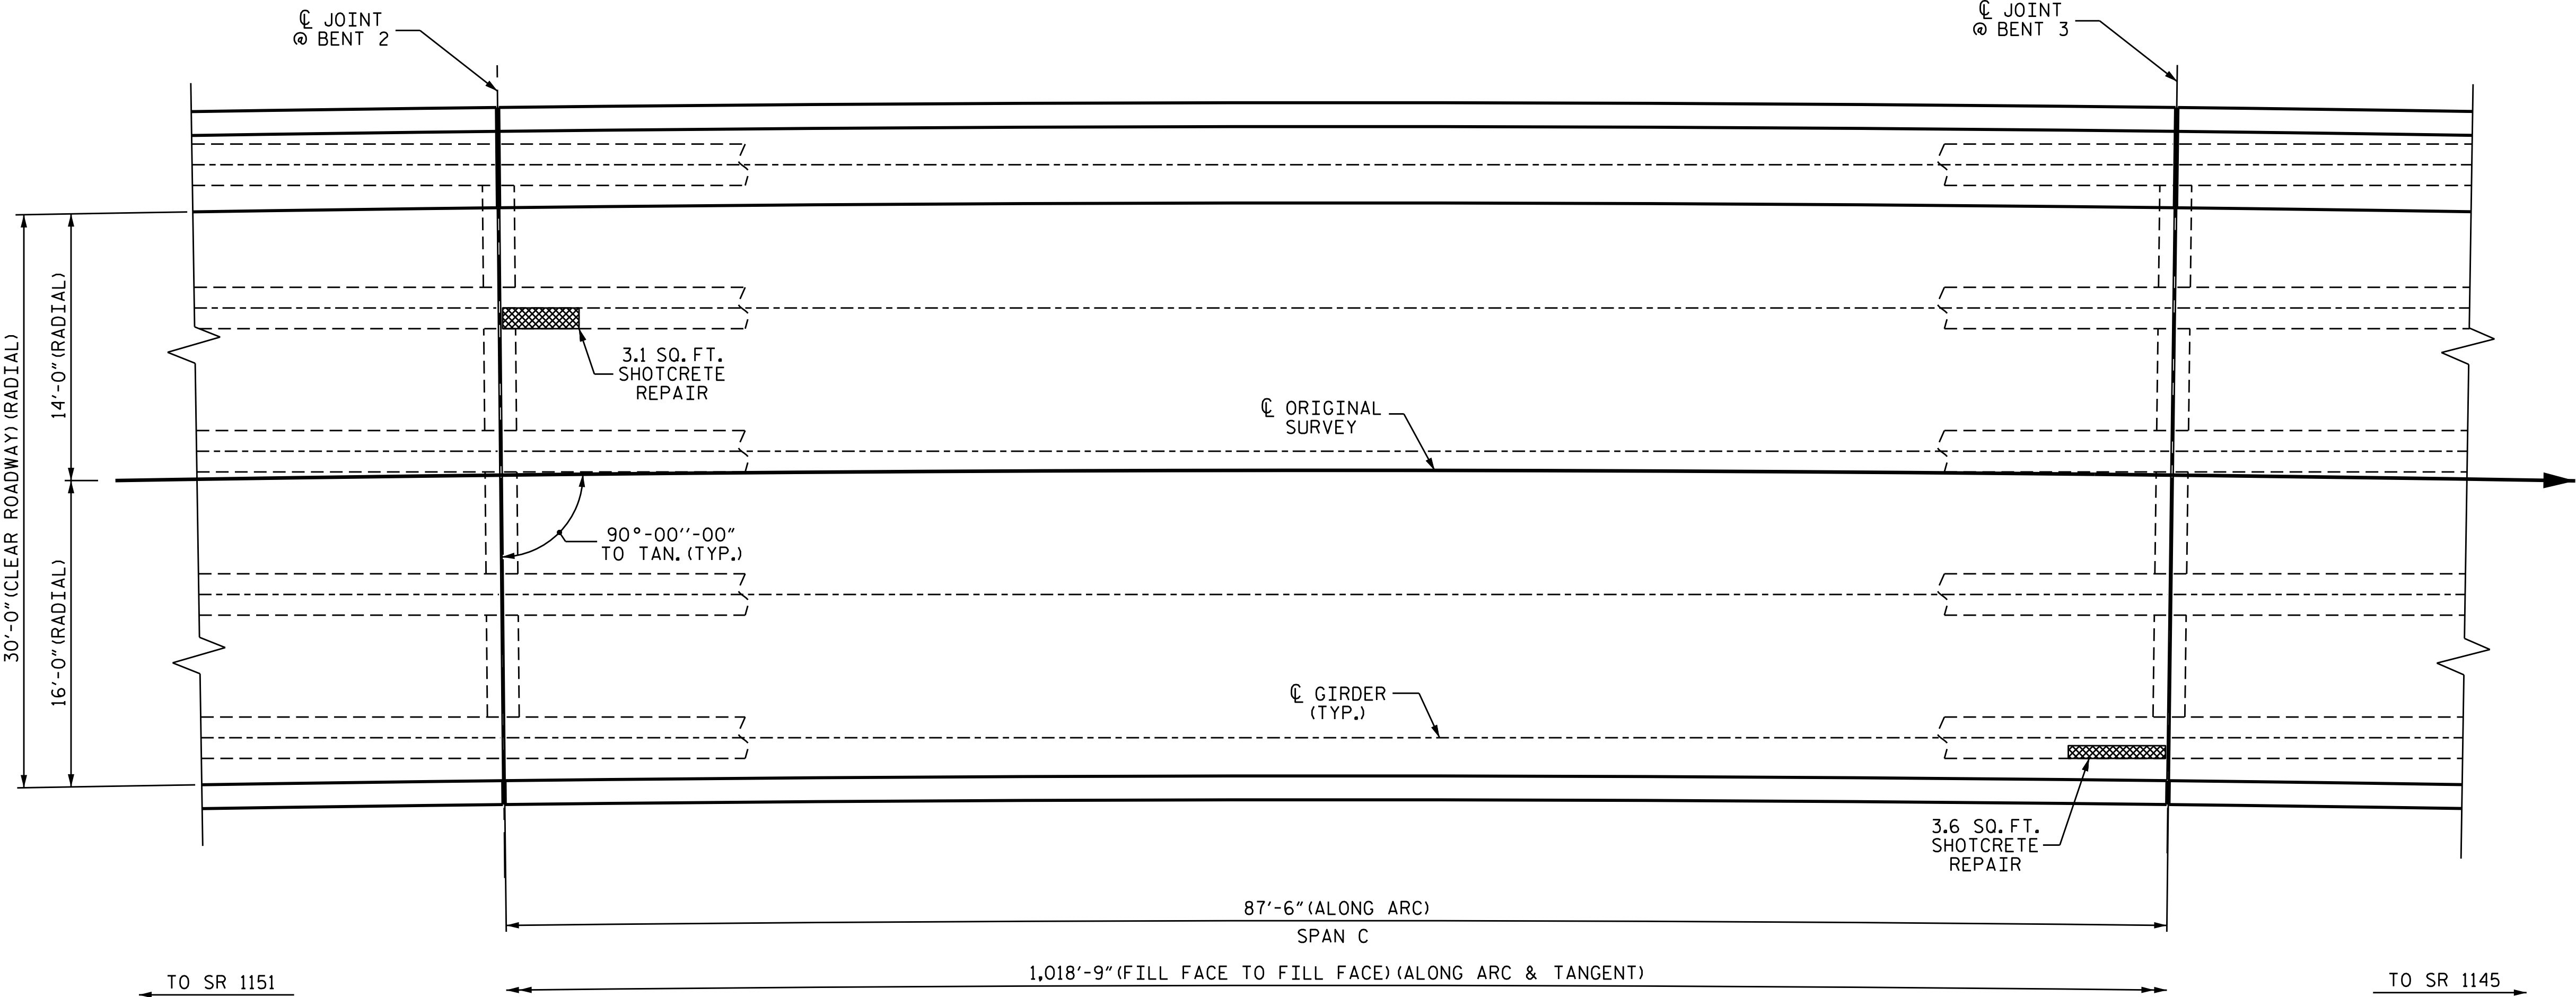 ℄ JOINT
@ BENT 2
℄ JOINT
@ BENT 3
30'-0"(CLEAR ROADWAY)(RADIAL)
14'-0"(RADIAL)
16'-0"(RADIAL)
3.1 SQ.FT.
SHOTCRETE
REPAIR
℄ ORIGINAL
SURVEY
90°-00''-00"
TO TAN.(TYP.)
℄ GIRDER
(TYP.)
3.6 SQ.FT.
SHOTCRETE
REPAIR
87'-6"(ALONG ARC)
SPAN C
1,018'-9"(FILL FACE TO FILL FACE)(ALONG ARC & TANGENT)
TO SR 1151
TO SR 1145